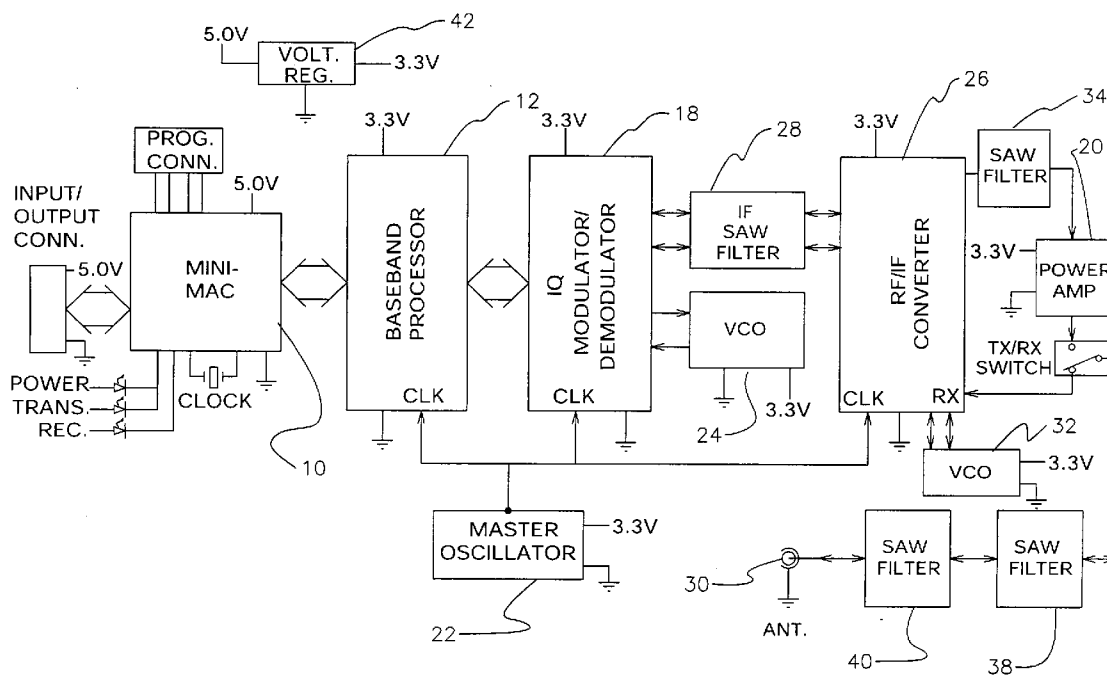 42
5.0V
VOLT.
REG.
3.3V
12
18
28
26
34
20
PROG.
CONN.
3.3V
3.3V
3.3V
SAW
FILTER
INPUT/
OUTPUT
CONN.
5.0V
5.0V
MINI-
MAC
BASEBAND
PROCESSOR
IQ
MODULATOR/
DEMODULATOR
IF
SAW
FILTER
RF/IF
CONVERTER
3.3V
POWER
AMP
VCO
TX/RX
SWITCH
POWER
TRANS.
REC.
CLOCK
CLK
CLK
3.3V
CLK
RX
10
24
32
VCO
3.3V
MASTER
OSCILLATOR
3.3V
22
30
ANT.
SAW
FILTER
SAW
FILTER
40
38